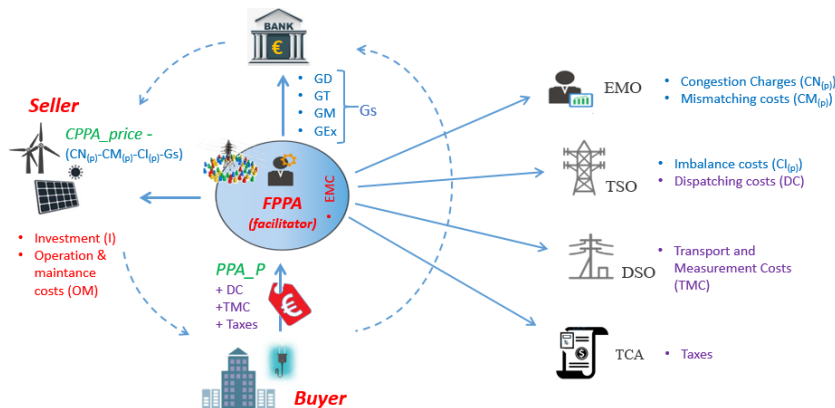 BANK
€
• GD
• GT
• GM
• GEx
Gs
Seller
CPPA_price -
(CN(p)-CM(p)-CI(p)-Gs)
• Investment (I)
• Operation &
maintance
costs (OM)
FPPA
(facilitator)
• EMC
PPA_P
+ DC
+TMC
+ Taxes
€
Buyer
EMO
• Congestion Charges (CN(p))
• Mismatching costs (CM(p))
TSO
• Imbalance costs (CI(p))
• Dispatching costs (DC)
DSO
• Transport and
Measurement Costs
(TMC)
$
TCA
• Taxes